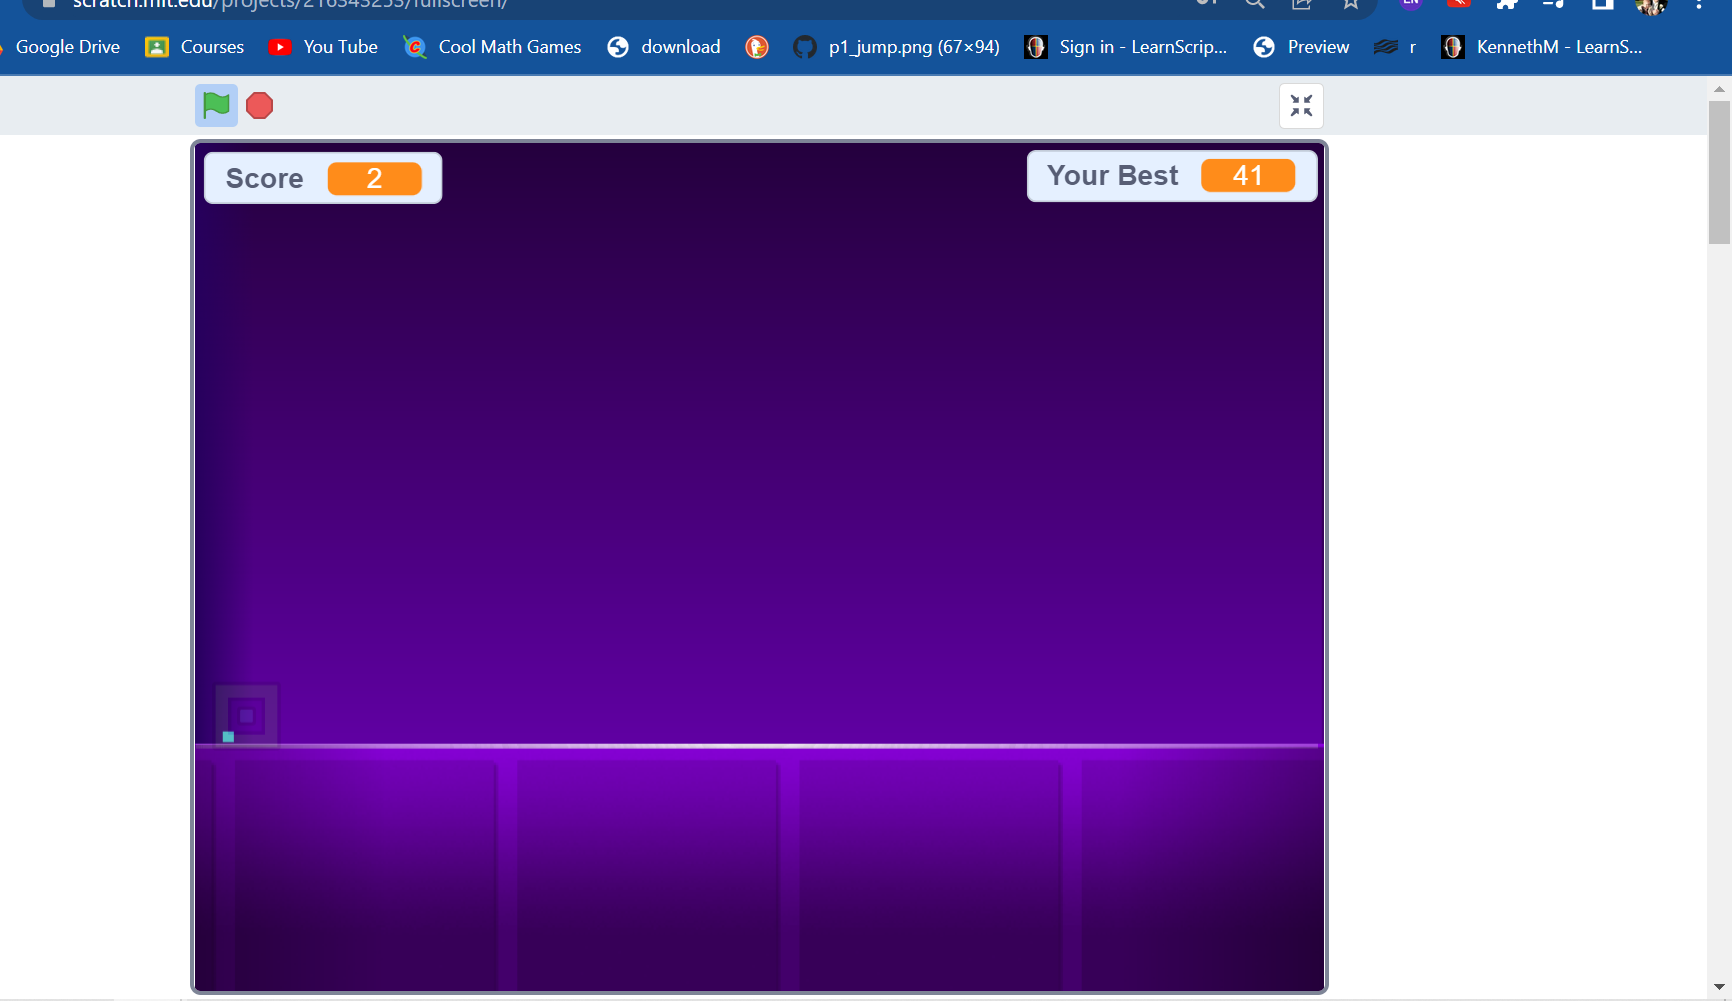 scratch.mit.edu/projects/216343253/fullscreen/
Google Drive Courses You Tube Cool Math Games download p1_jump.png (67×94) Sign in - LearnScrip... Preview r KennethM - LearnS...
Score 2 Your Best 41